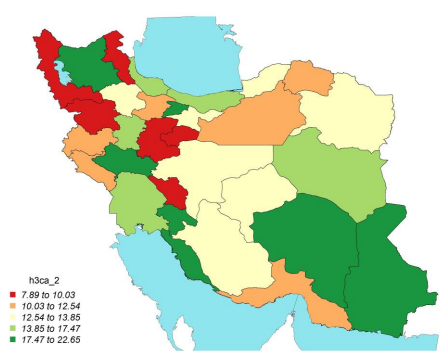 h3ca_2
7.89 to 10.03
10.03 to 12.54
12.54 to 13.85
13.85 to 17.47
17.47 to 22.65